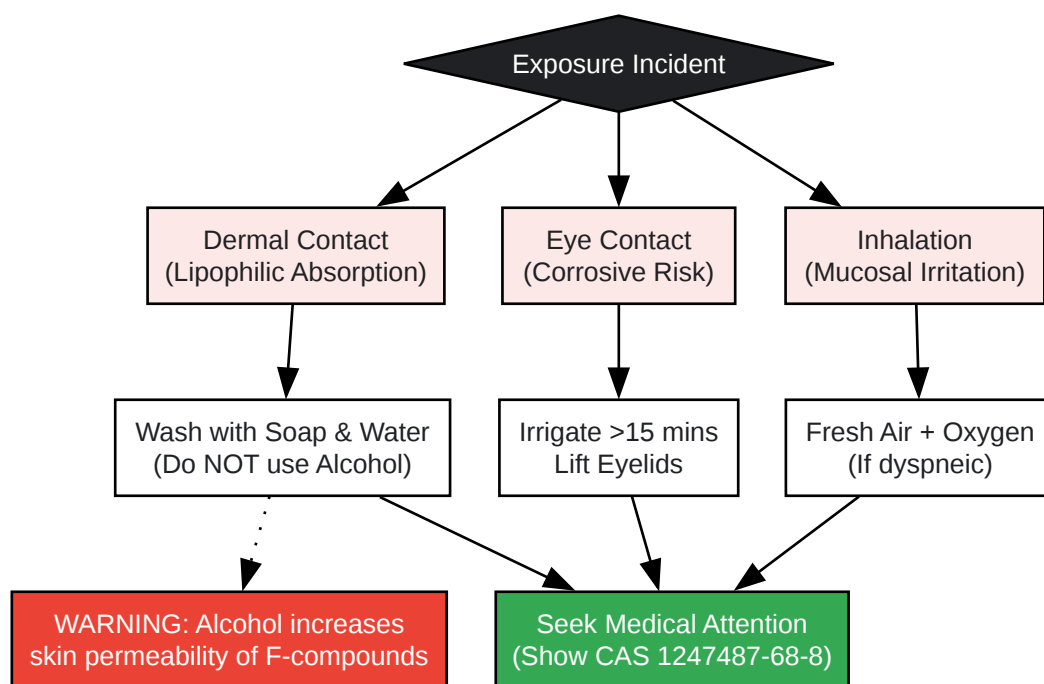 Exposure Incident
Dermal Contact
(Lipophilic Absorption)
Eye Contact
(Corrosive Risk)
Inhalation
(Mucosal Irritation)
Wash with Soap & Water
(Do NOT use Alcohol)
Irrigate >15 mins
Lift Eyelids
Fresh Air + Oxygen
(If dyspneic)
WARNING: Alcohol increases
skin permeability of F-compounds
Seek Medical Attention
(Show CAS 1247487-68-8)